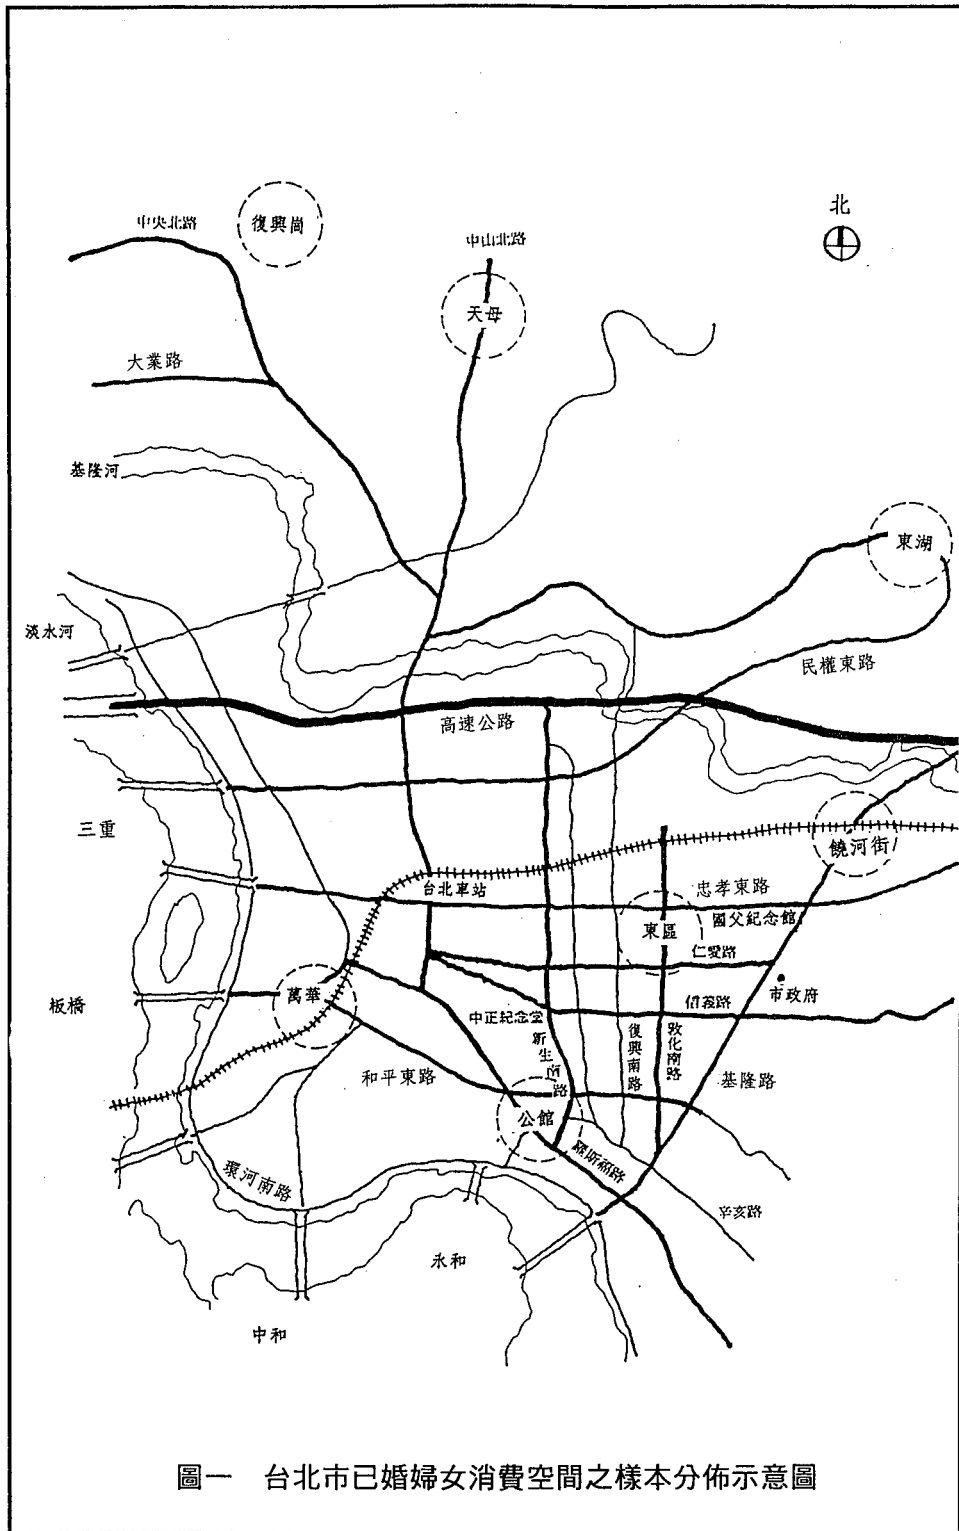 北
中央北路
復興崗
中山北路
天母
大業路
基隆河
東湖
淡水河
民權東路
高速公路
三重
饒河街
台北車站
忠孝東路
國父紀念館
東區
仁愛路
板橋
萬華
市政府
信義路
中正紀念堂
新生南路
復興南路
敦化南路
和平東路
基隆路
公館
羅斯福路
環河南路
辛亥路
永和
中和
圖一 台北市已婚婦女消費空間之樣本分佈示意圖